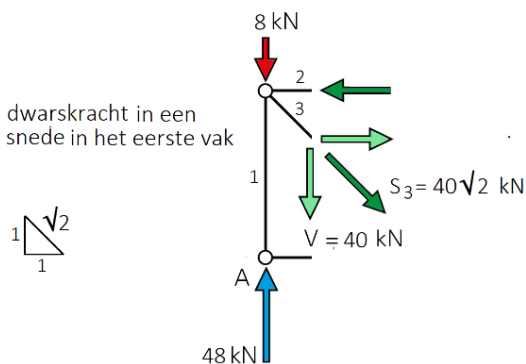 8 kN
2
dwarskracht in een
snede in het eerste vak
3
1
S₃ = 40√2 kN
1
√2
1
V = 40 kN
A
48 kN